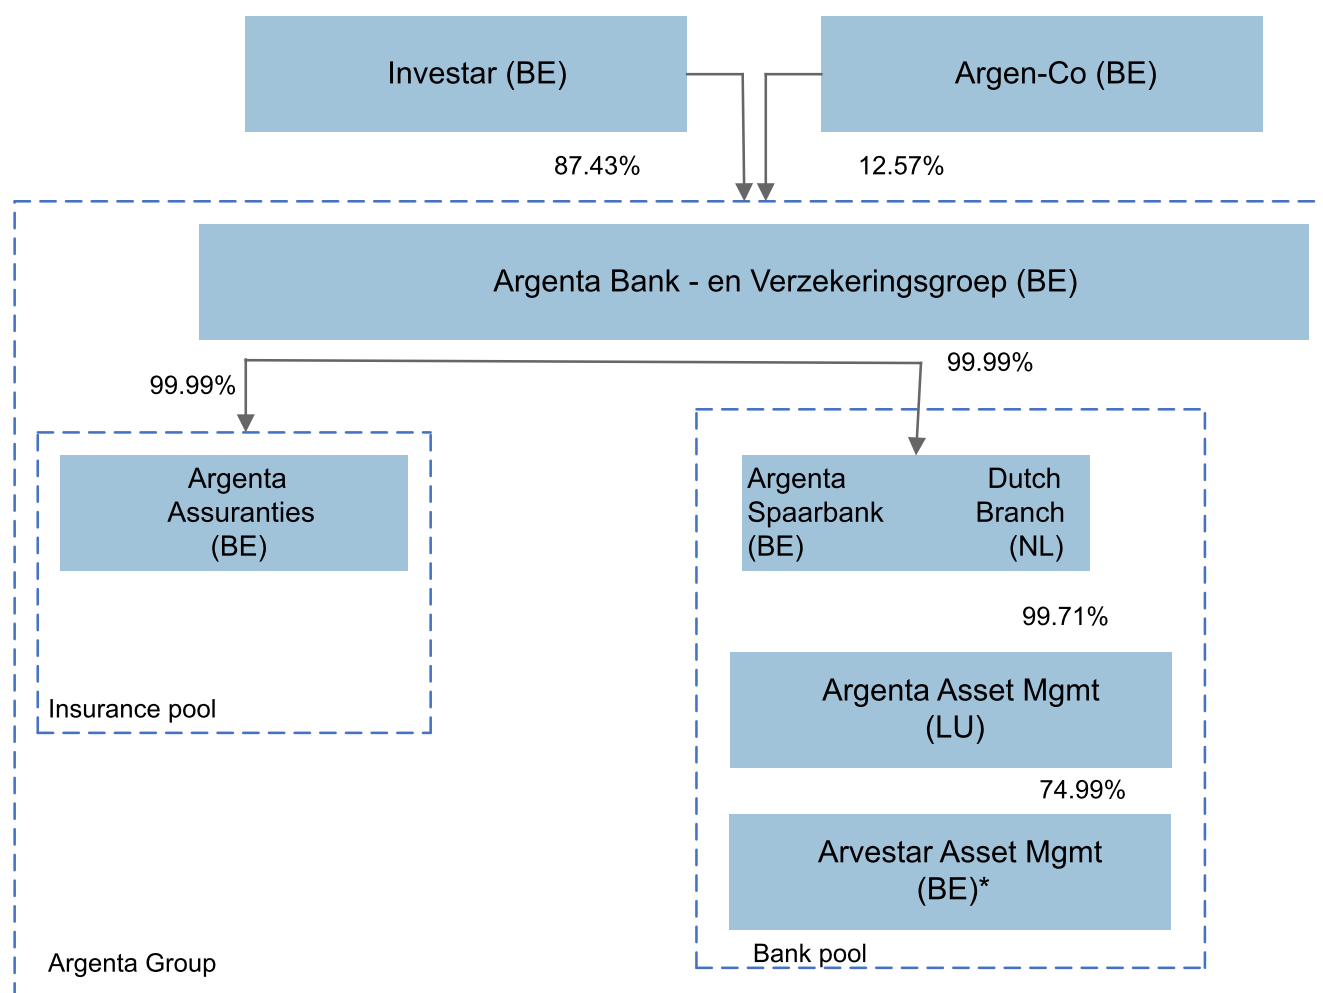 Investar (BE)
Argen-Co (BE)
87.43%
12.57%
Argenta Bank - en Verzekeringsgroep (BE)
99.99%
99.99%
Argenta
Assuranties
(BE)
Insurance pool
Argenta
Spaarbank
(BE)
Dutch
Branch
(NL)
99.71%
Argenta Asset Mgmt
(LU)
74.99%
Arvestar Asset Mgmt
(BE)*
Bank pool
Argenta Group